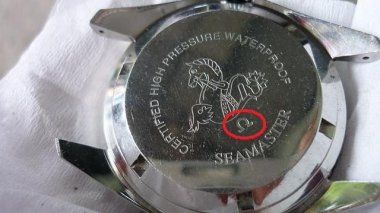 CERTIFIED HIGH PRESSURE WATERPROOF
Ω
SEAMASTER